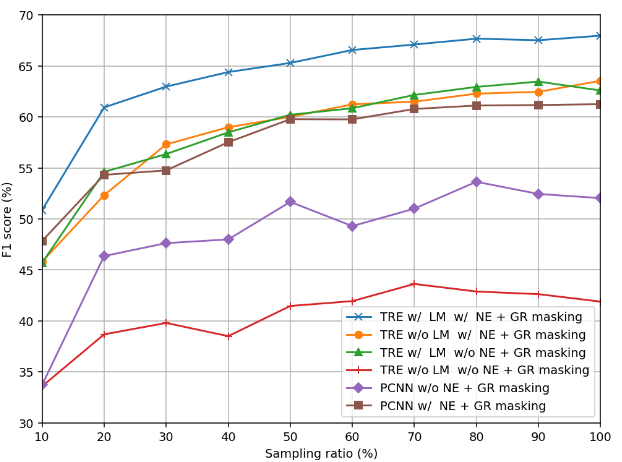 70
65
60
55
50
45
40
35
30
F1 score (%)
TRE w/ LM w/ NE + GR masking
TRE w/o LM w/ NE + GR masking
TRE w/ LM w/o NE + GR masking
TRE w/o LM w/o NE + GR masking
PCNN w/o NE + GR masking
PCNN w/ NE + GR masking
10 20 30 40 50 60 70 80 90 100
Sampling ratio (%)